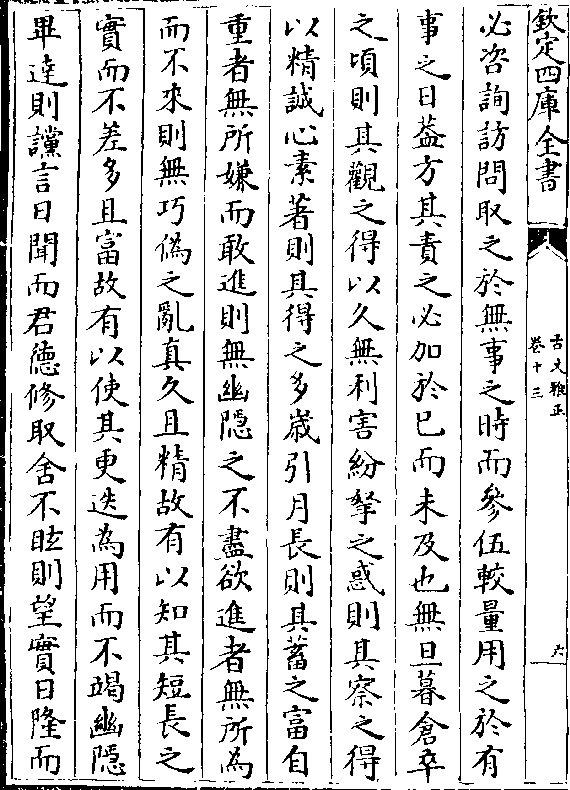 欽定四庫全書
古文雅正
卷十三
六
必咨詢訪問取之於無事之時而參伍較量用之於有
事之日葢方其責之必加於已而未及也無旦暮倉卒
之頃則其觀之得以久無利害紛拏之惑則其察之得
以精誠心素著則其得之多歲引月長則其蓄之富自
重者無所嫌而敢進則無幽隱之不盡欲進者無所為
而不來則無巧偽之亂真久且精故有以知其短長之
實而不差多且富故有以使其更迭為用而不竭幽隱
畢達則讜言日聞而君德修取舍不眩則望實日隆而